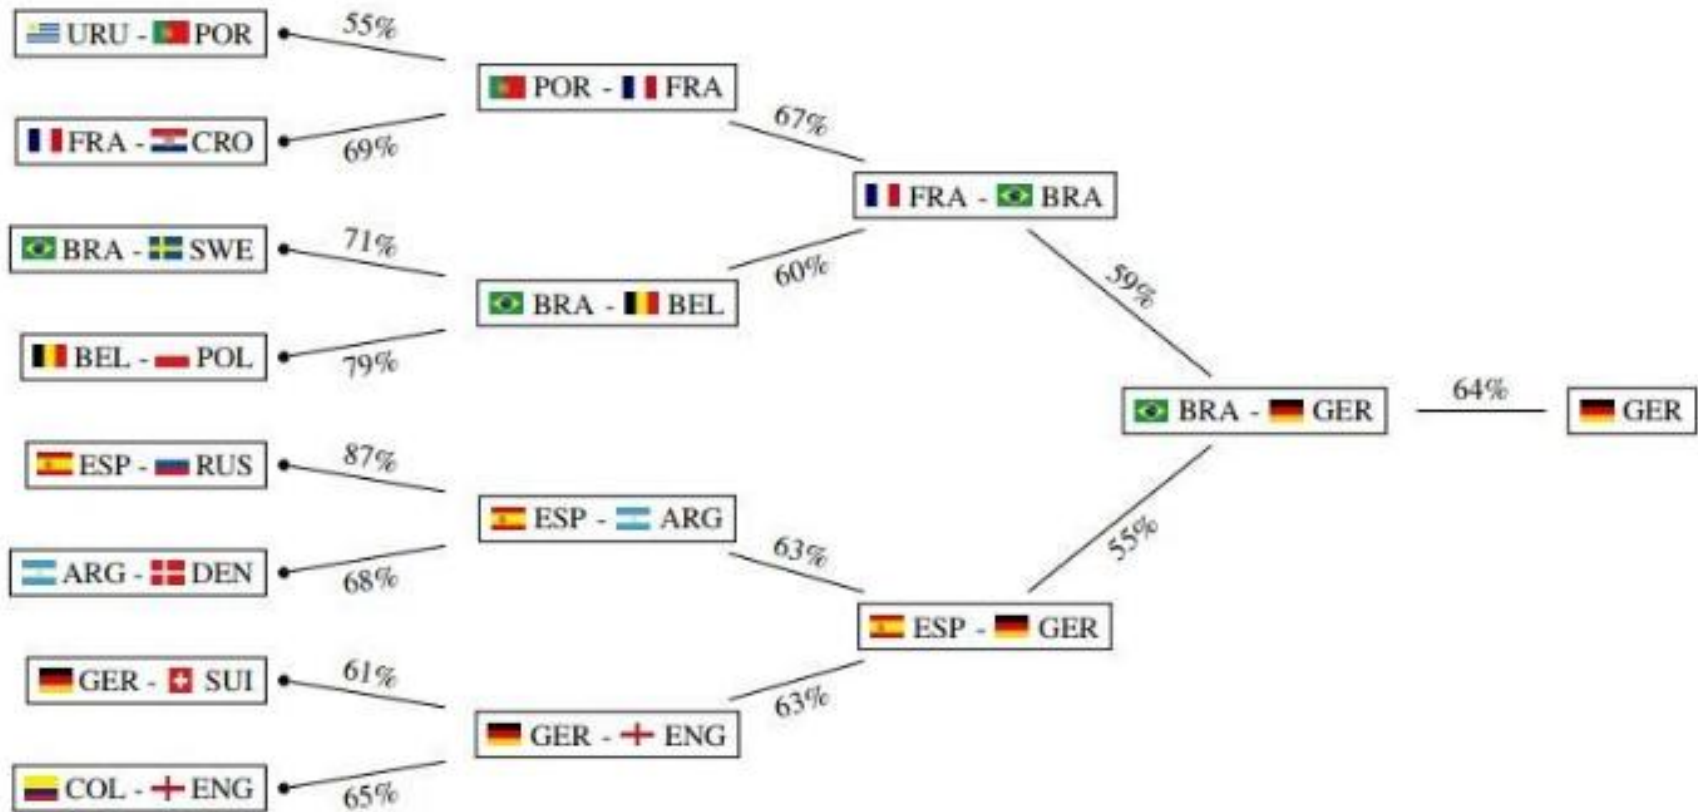 URU - POR
55%
POR - FRA
FRA - CRO
69%
67%
FRA - BRA
BRA - SWE
71%
60%
BRA - BEL
59%
BEL - POL
79%
BRA - GER
64%
GER
ESP - RUS
87%
ESP - ARG
55%
ARG - DEN
68%
63%
ESP - GER
GER - SUI
61%
63%
GER - ENG
COL - ENG
65%